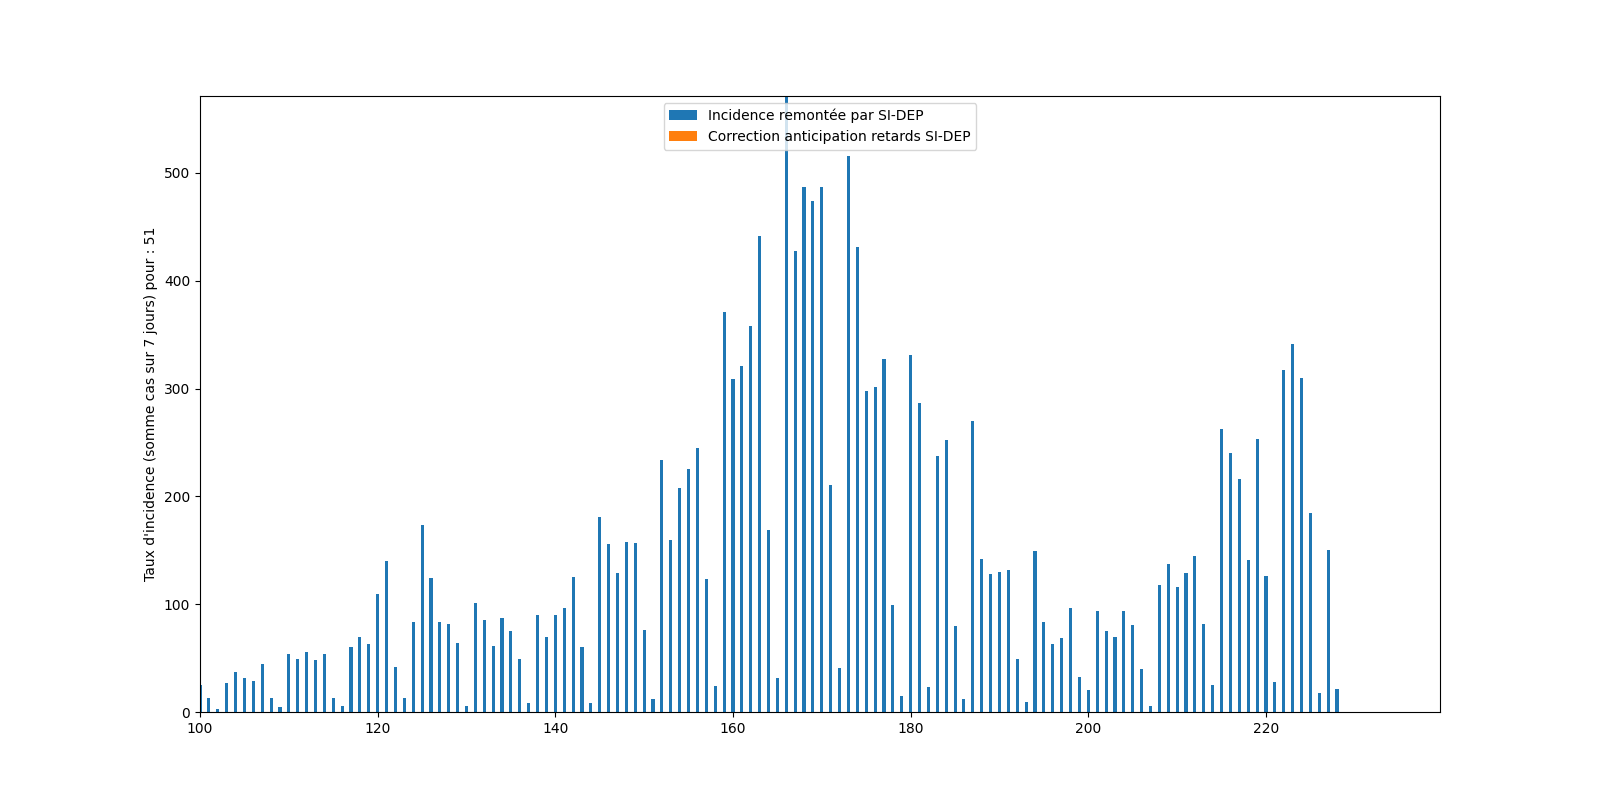 Incidence remontée par SI-DEP
Correction anticipation retards SI-DEP
Taux d'incidence (somme cas sur 7 jours) pour : 51
500
400
300
200
100
0
100 120 140 160 180 200 220